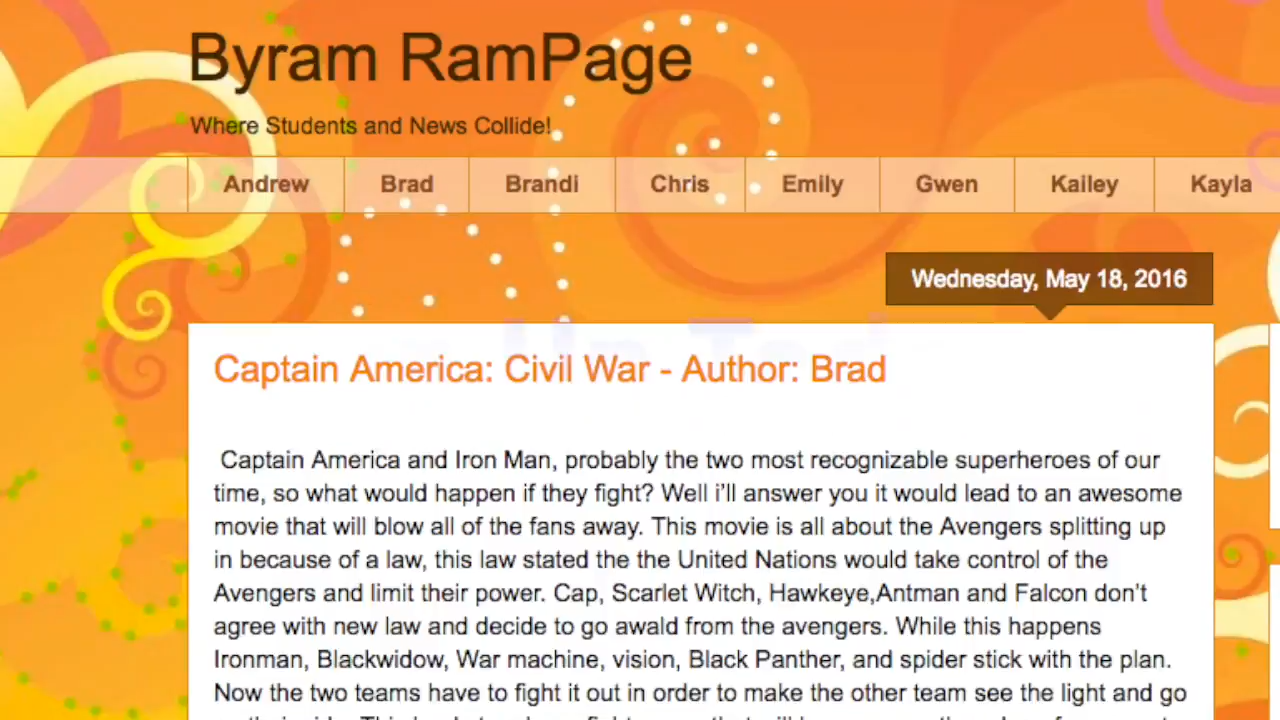 Byram RamPage
Where Students and News Collide!
Andrew Brad Brandi Chris Emily Gwen Kailey Kayla
Wednesday, May 18, 2016
Captain America: Civil War - Author: Brad
Captain America and Iron Man, probably the two most recognizable superheroes of our
time, so what would happen if they fight? Well i'll answer you it would lead to an awesome
movie that will blow all of the fans away. This movie is all about the Avengers splitting up
in because of a law, this law stated the the United Nations would take control of the
Avengers and limit their power. Cap, Scarlet Witch, Hawkeye,Antman and Falcon don't
agree with new law and decide to go awald from the avengers. While this happens
Ironman, Blackwidow, War machine, vision, Black Panther, and spider stick with the plan.
Now the two teams have to fight it out in order to make the other team see the light and go